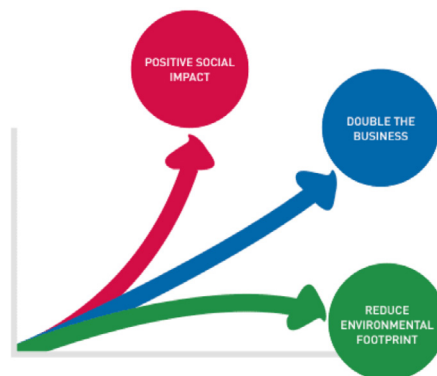 POSITIVE SOCIAL
IMPACT
DOUBLE THE
BUSINESS
REDUCE
ENVIRONMENTAL
FOOTPRINT